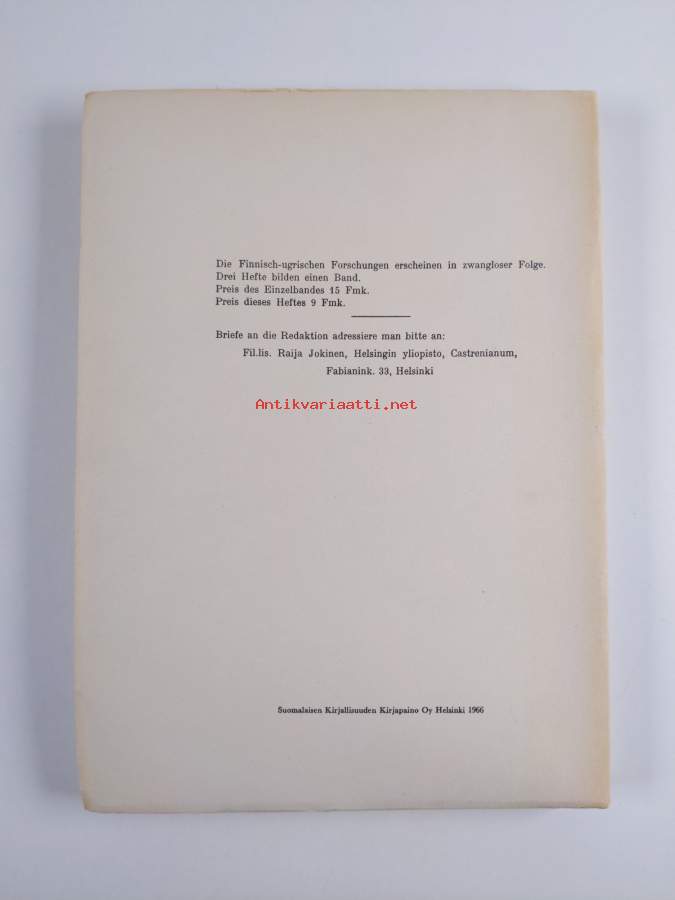 Die Finnisch-ugrischen Forschungen erscheinen in zwangloser Folge.
Drei Hefte bilden einen Band.
Preis des Einzelbandes 15 Fmk.
Preis dieses Heftes 9 Fmk.
Briefe an die Redaktion adressiere man bitte an:
Fil.lis. Raija Jokinen, Helsingin yliopisto, Castrenianum,
Fabianink. 33, Helsinki
Antikvariaatti.net
Suomalaisen Kirjallisuuden Kirjapaino Oy Helsinki 1966